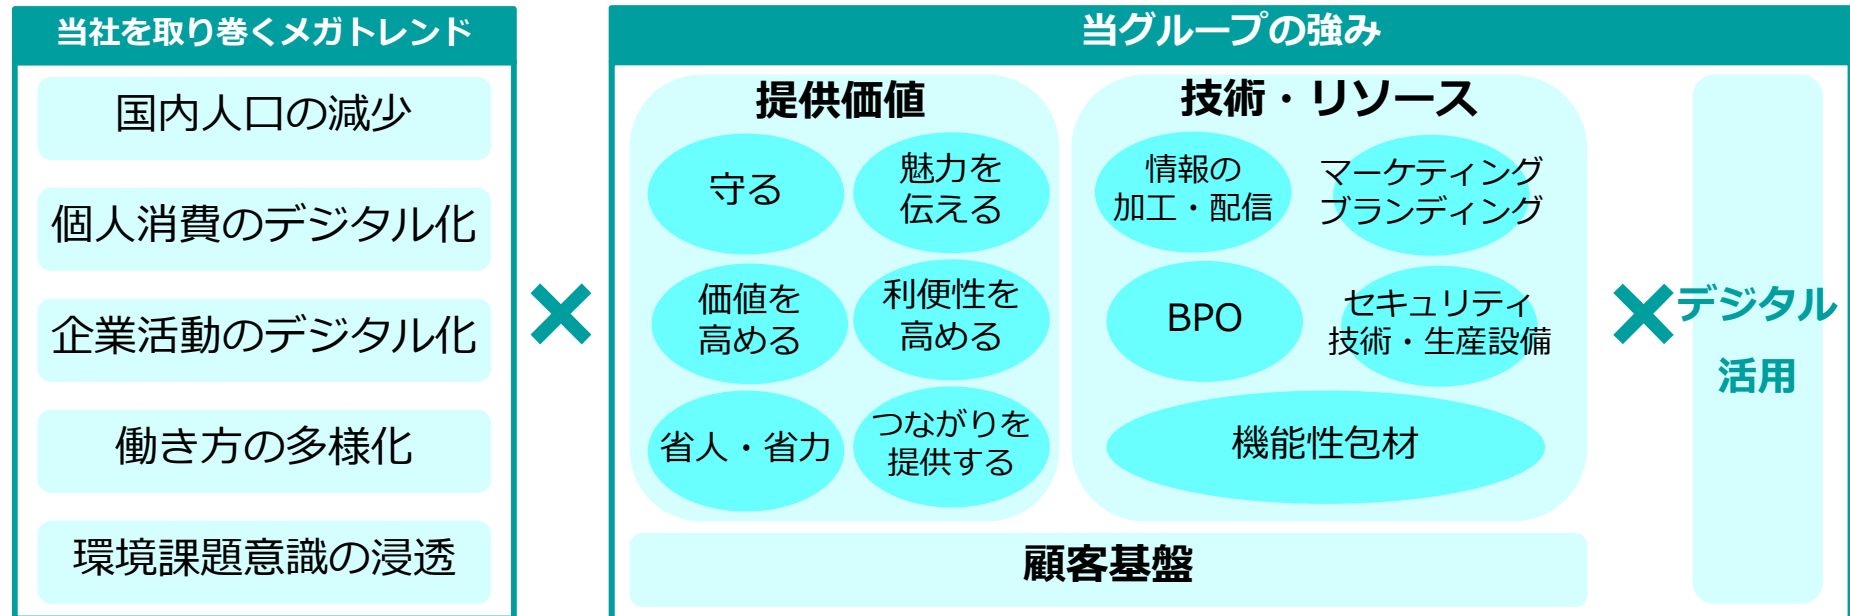 当社を取り巻くメガトレンド
国内人口の減少
個人消費のデジタル化
企業活動のデジタル化
働き方の多様化
環境課題意識の浸透
×
当グループの強み
提供価値
守る
魅力を
伝える
価値を
高める
利便性を
高める
省人・省力
つながりを
提供する
技術・リソース
情報の
加工・配信
マーケティング
ブランディング
BPO
セキュリティ
技術・生産設備
機能性包材
顧客基盤
×
デジタル
活用